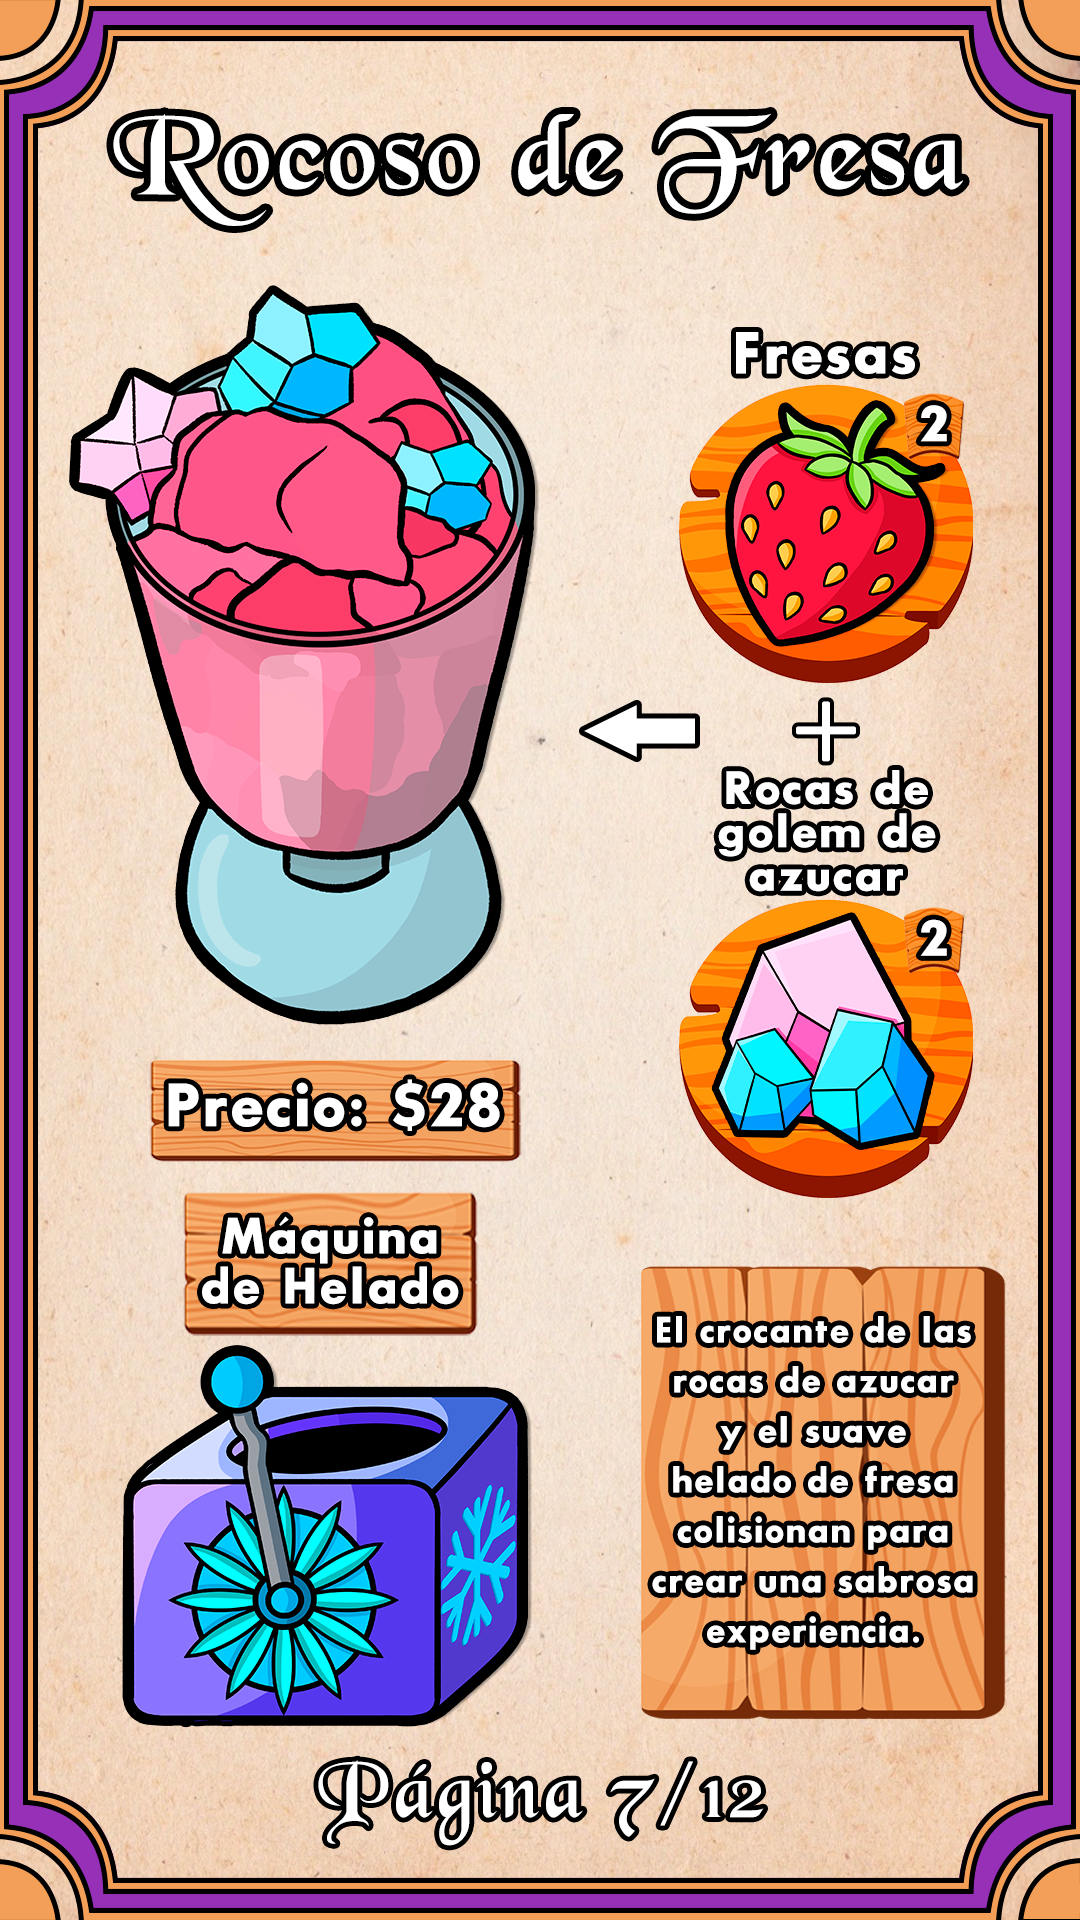 Rocoso de Fresa
Fresas
2
Rocas de
golem de
azucar
2
Precio: $28
Máquina
de Helado
El crocante de las
rocas de azucar
y el suave
helado de fresa
colisionan para
crear una sabrosa
experiencia.
Página 7/12